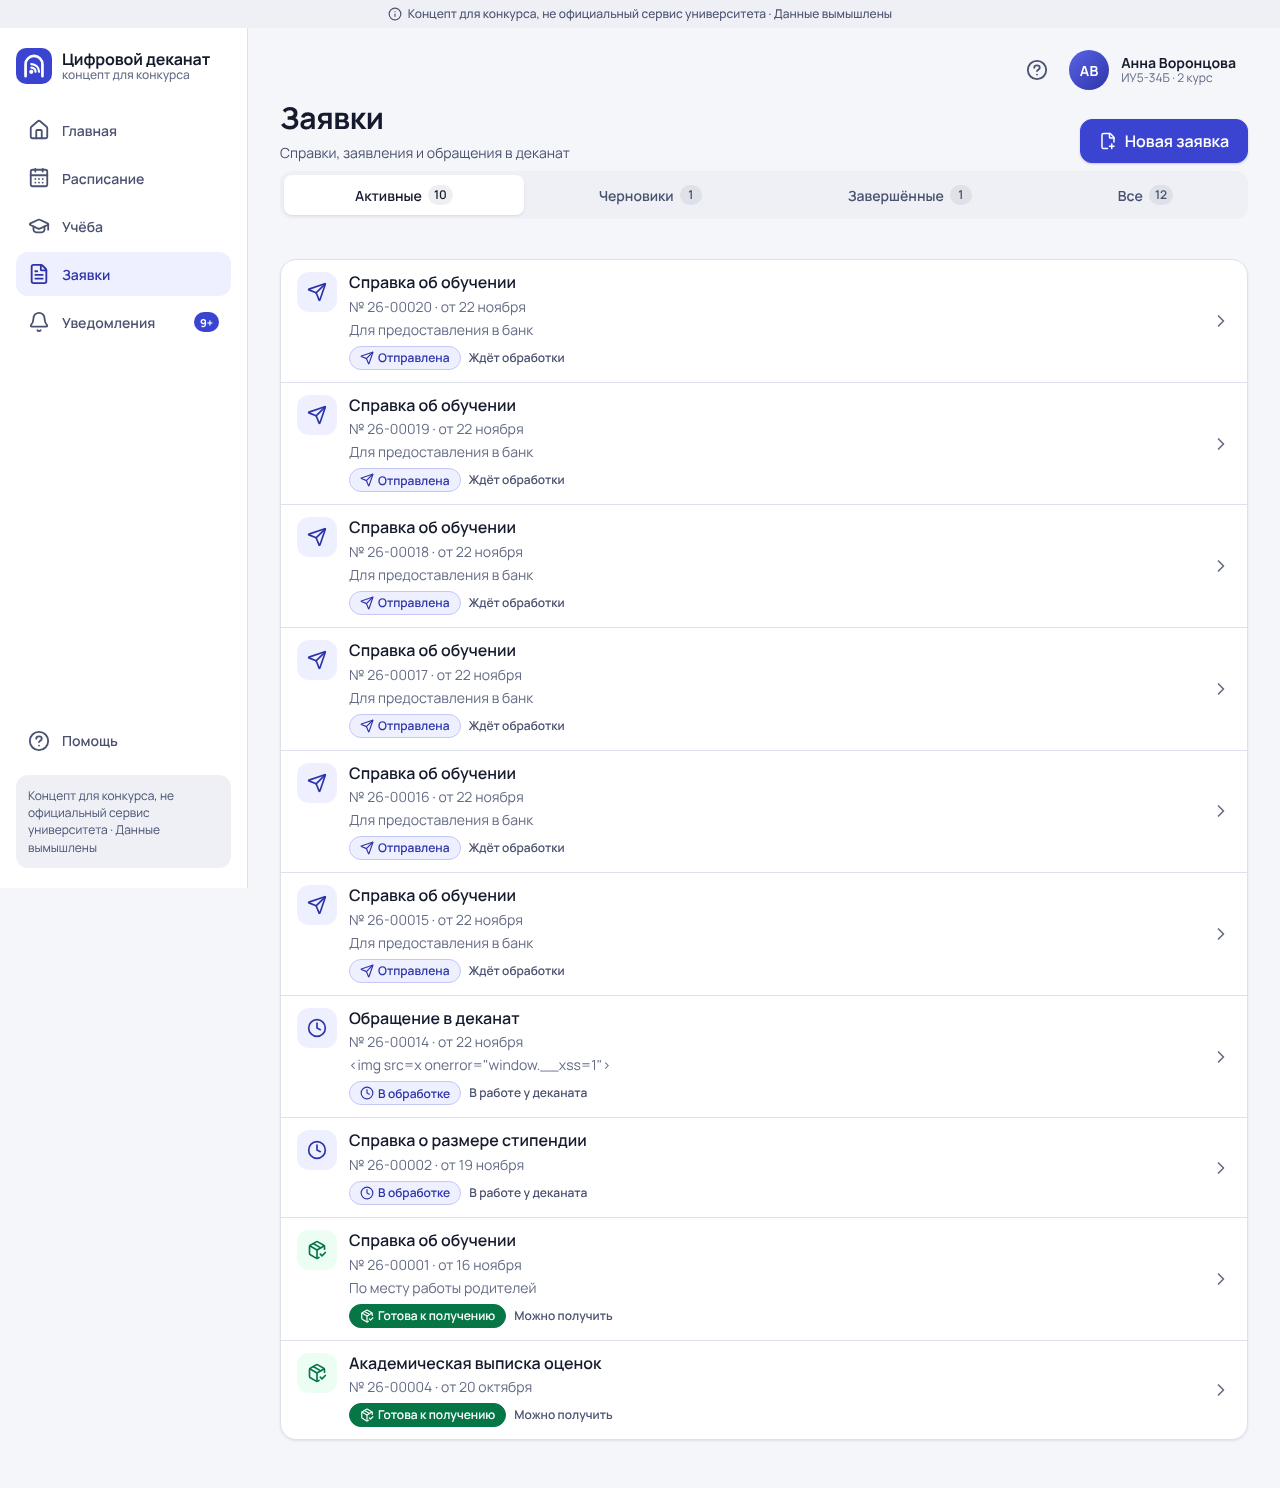 Концепт для конкурса, не официальный сервис университета · Данные вымышлены
Цифровой деканат
концепт для конкурса
Главная
Расписание
Учёба
Заявки
Уведомления 9+
Помощь
Концепт для конкурса, не
официальный сервис
университета · Данные
вымышлены
АВ
Анна Воронцова
ИУ5-34Б · 2 курс
Заявки
Справки, заявления и обращения в деканат
Новая заявка
Активные 10 Черновики 1 Завершённые 1 Все 12
Справка об обучении
№ 26-00020 · от 22 ноября
Для предоставления в банк
Отправлена Ждёт обработки
Справка об обучении
№ 26-00019 · от 22 ноября
Для предоставления в банк
Отправлена Ждёт обработки
Справка об обучении
№ 26-00018 · от 22 ноября
Для предоставления в банк
Отправлена Ждёт обработки
Справка об обучении
№ 26-00017 · от 22 ноября
Для предоставления в банк
Отправлена Ждёт обработки
Справка об обучении
№ 26-00016 · от 22 ноября
Для предоставления в банк
Отправлена Ждёт обработки
Справка об обучении
№ 26-00015 · от 22 ноября
Для предоставления в банк
Отправлена Ждёт обработки
Обращение в деканат
№ 26-00014 · от 22 ноября
<img src=x onerror="window.__xss=1">
В обработке В работе у деканата
Справка о размере стипендии
№ 26-00002 · от 19 ноября
В обработке В работе у деканата
Справка об обучении
№ 26-00001 · от 16 ноября
По месту работы родителей
Готова к получению Можно получить
Академическая выписка оценок
№ 26-00004 · от 20 октября
Готова к получению Можно получить